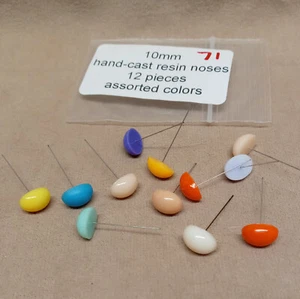 10mm 71
hand-cast resin noses
12 pieces
assorted colors